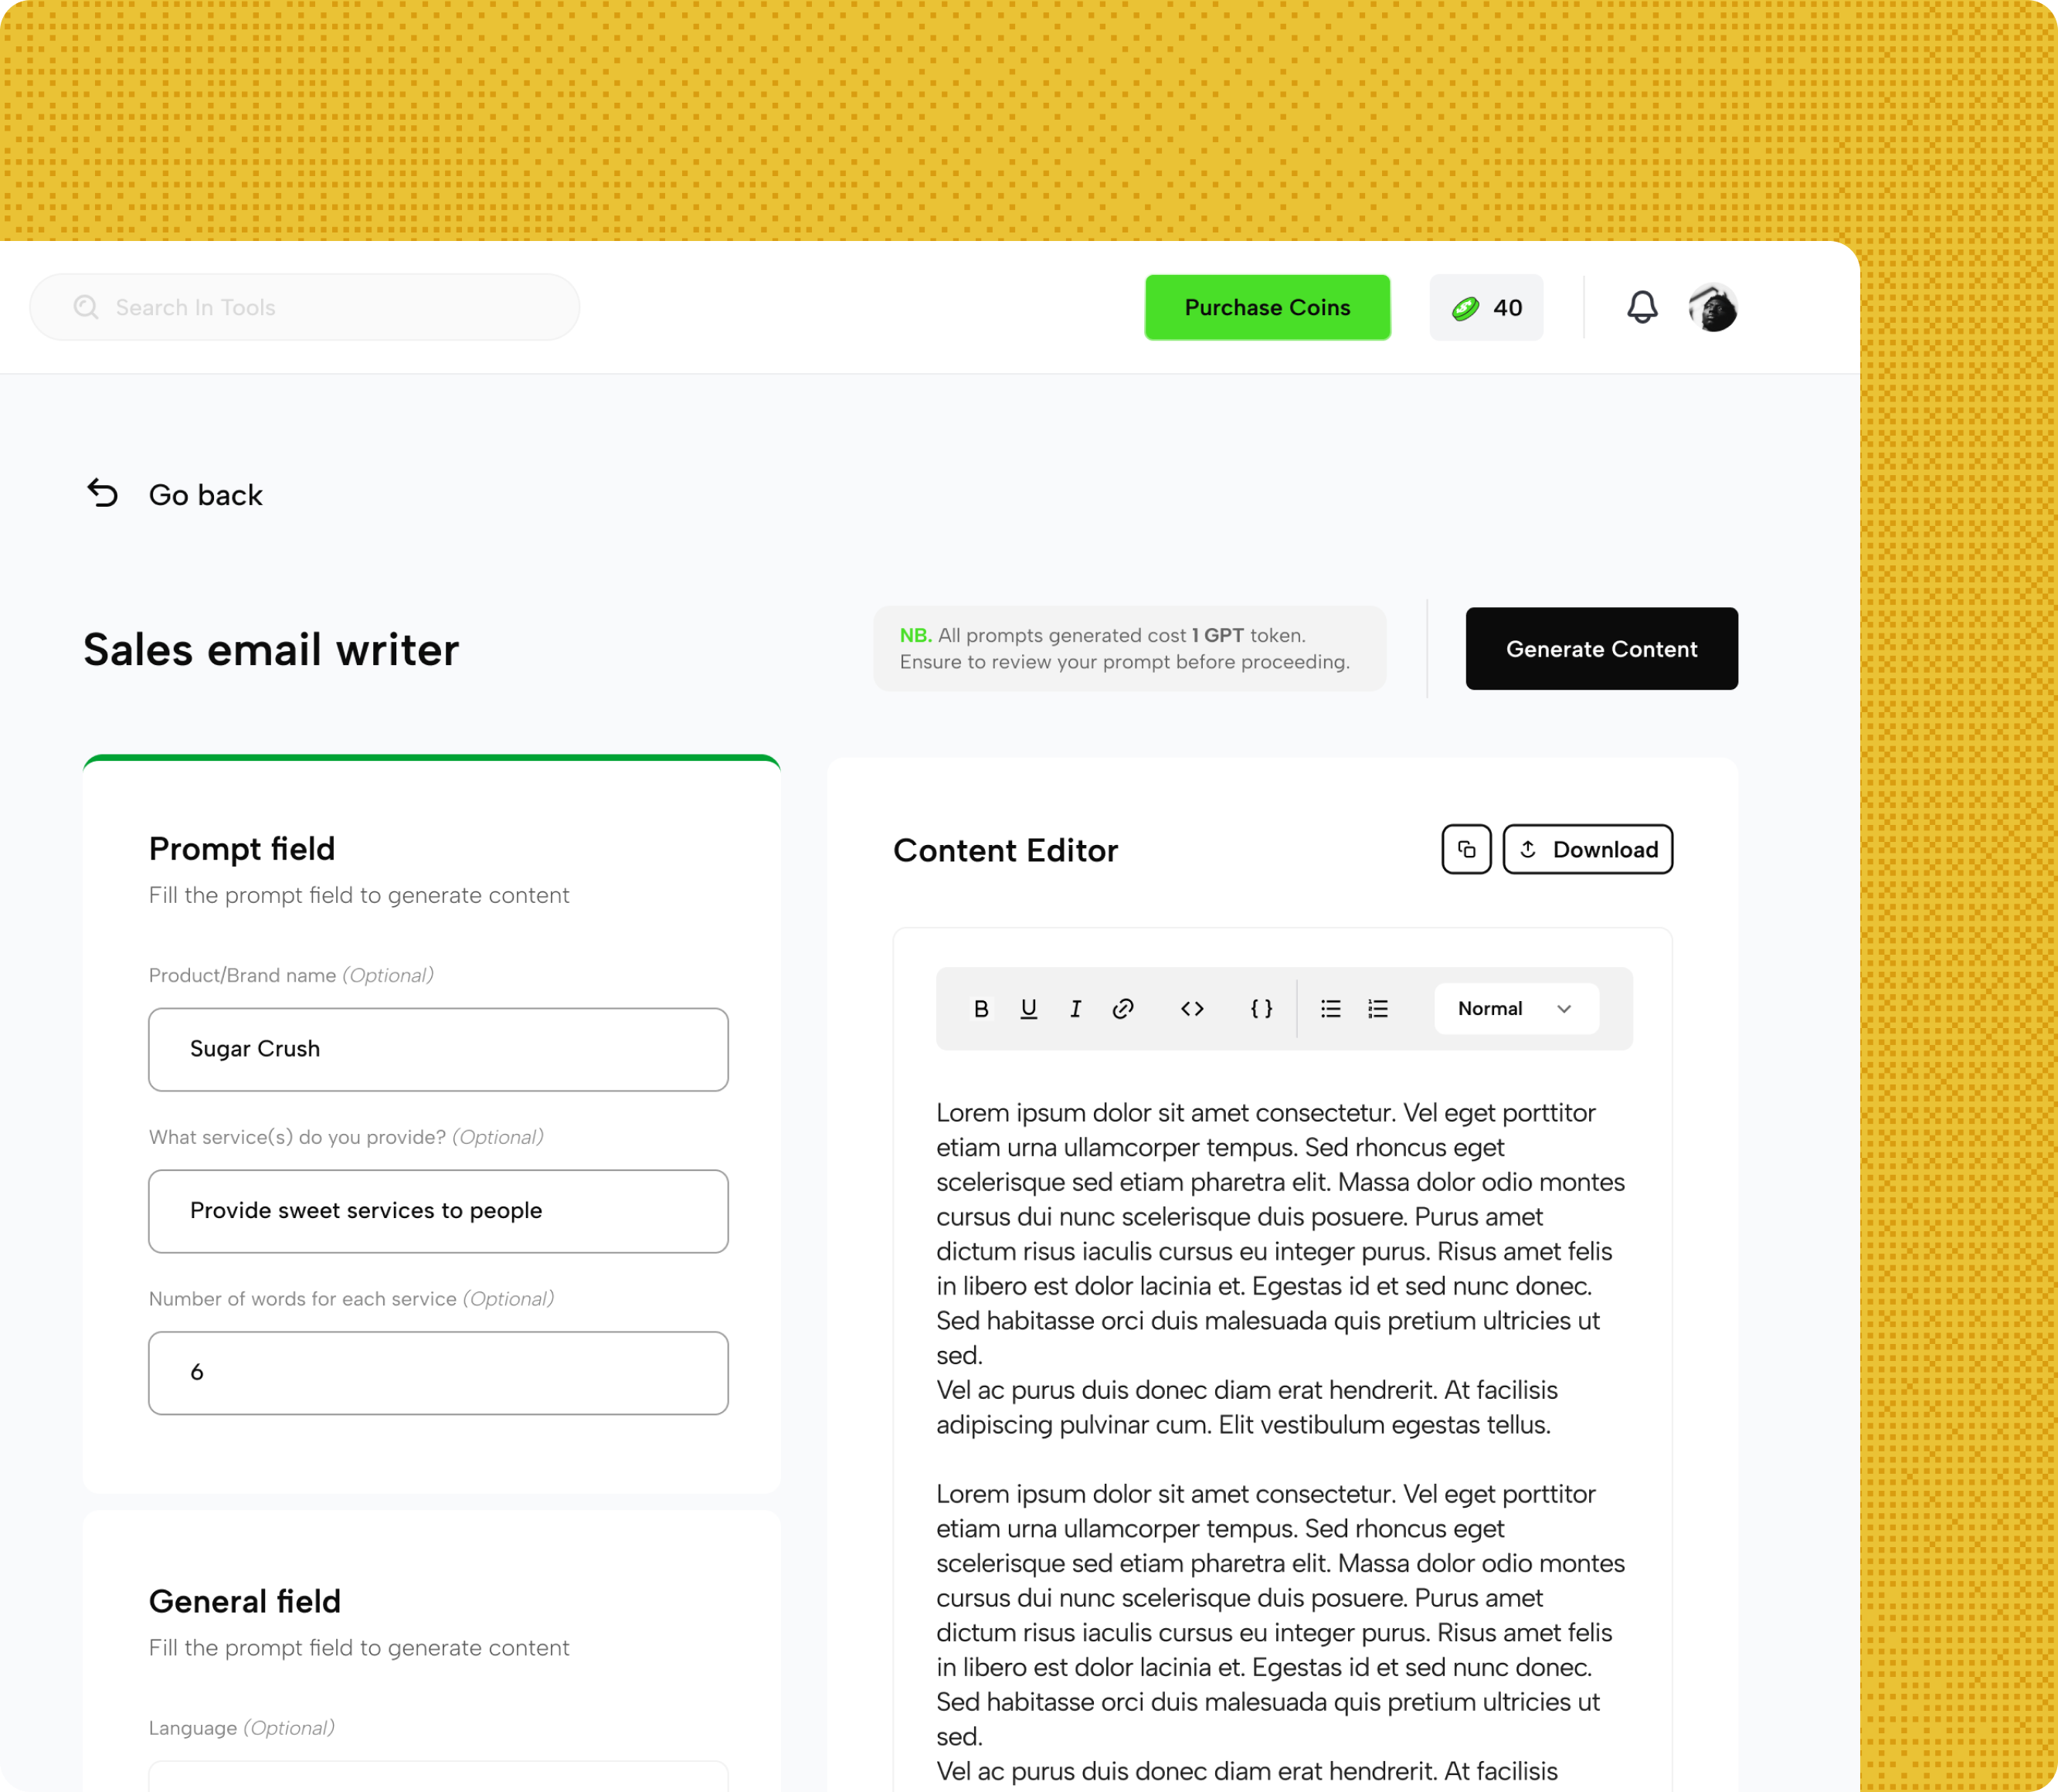 Search In Tools
Purchase Coins
40
Go back
Sales email writer
NB. All prompts generated cost 1 GPT token.
Ensure to review your prompt before proceeding.
Generate Content
Prompt field
Fill the prompt field to generate content
Product/Brand name (Optional)
Sugar Crush
What service(s) do you provide? (Optional)
Provide sweet services to people
Number of words for each service (Optional)
6
General field
Fill the prompt field to generate content
Language (Optional)
Content Editor
Download
B U I <> {} Normal
Lorem ipsum dolor sit amet consectetur. Vel eget porttitor
etiam urna ullamcorper tempus. Sed rhoncus eget
scelerisque sed etiam pharetra elit. Massa dolor odio montes
cursus dui nunc scelerisque duis posuere. Purus amet
dictum risus iaculis cursus eu integer purus. Risus amet felis
in libero est dolor lacinia et. Egestas id et sed nunc donec.
Sed habitasse orci duis malesuada quis pretium ultricies ut
sed.
Vel ac purus duis donec diam erat hendrerit. At facilisis
adipiscing pulvinar cum. Elit vestibulum egestas tellus.
Lorem ipsum dolor sit amet consectetur. Vel eget porttitor
etiam urna ullamcorper tempus. Sed rhoncus eget
scelerisque sed etiam pharetra elit. Massa dolor odio montes
cursus dui nunc scelerisque duis posuere. Purus amet
dictum risus iaculis cursus eu integer purus. Risus amet felis
in libero est dolor lacinia et. Egestas id et sed nunc donec.
Sed habitasse orci duis malesuada quis pretium ultricies ut
sed.
Vel ac purus duis donec diam erat hendrerit. At facilisis